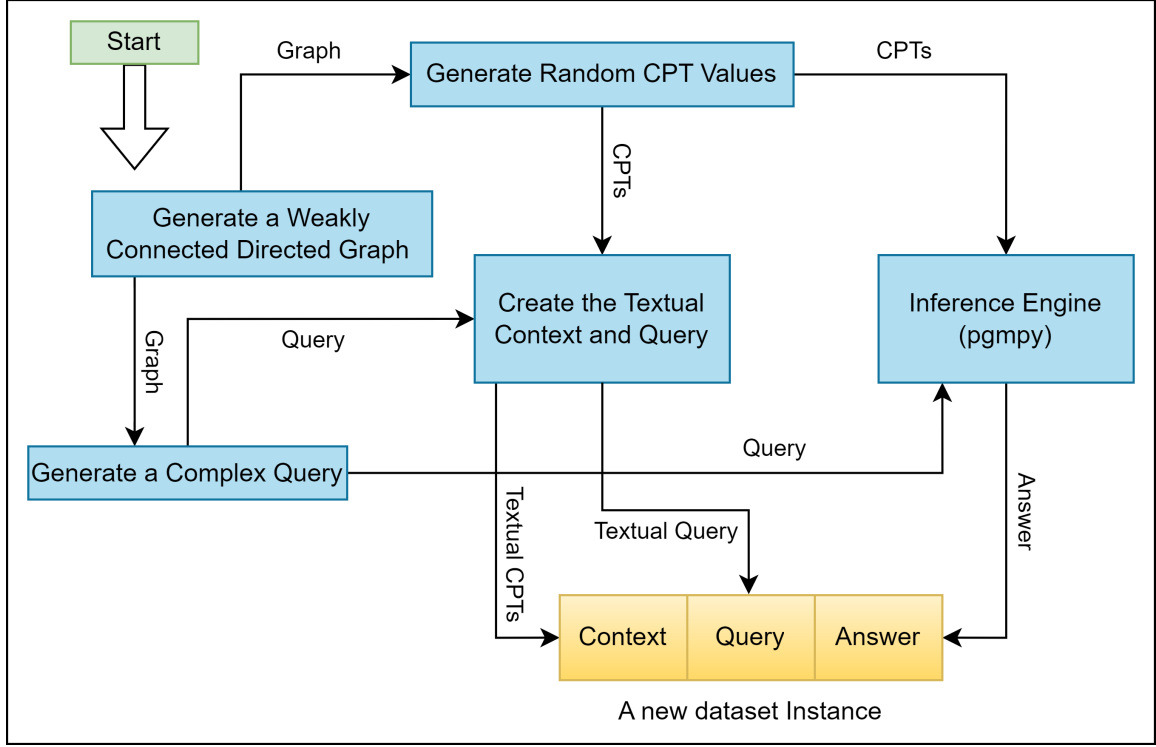 Start
Graph
Generate Random CPT Values
CPTs
CPTs
Generate a Weakly
Connected Directed Graph
Graph
Query
Create the Textual
Context and Query
Inference Engine
(pgmpy)
Generate a Complex Query
Query
Textual CPTs
Textual Query
Answer
Context
Query
Answer
A new dataset Instance